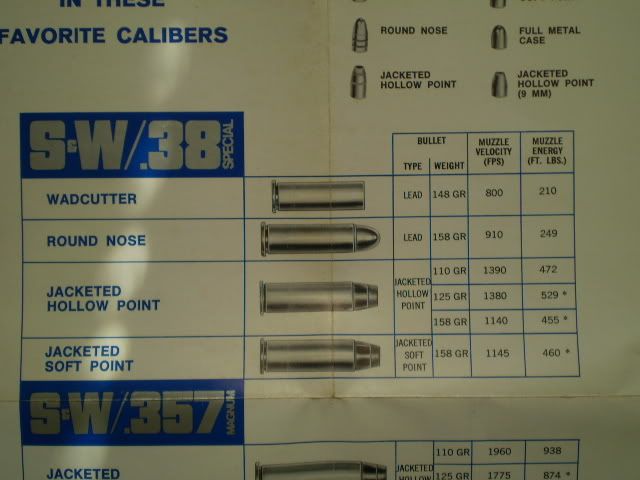 IN THESE
FAVORITE CALIBERS
ROUND NOSE
FULL METAL
CASE
JACKETED
HOLLOW POINT
JACKETED
HOLLOW POINT
(9 MM)
S&W/.38 SPECIAL
BULLET
TYPE WEIGHT
MUZZLE
VELOCITY
(FPS)
MUZZLE
ENERGY
(FT. LBS.)
WADCUTTER LEAD 148 GR 800 210
ROUND NOSE LEAD 158 GR 910 249
JACKETED
HOLLOW POINT
JACKETED
HOLLOW
POINT
110 GR 1390 472
125 GR 1380 529 *
158 GR 1140 455 *
JACKETED
SOFT POINT
JACKETED
SOFT
POINT
158 GR 1145 460 *
S&W/.357 MAGNUM
110 GR 1960 938
JACKETED
JACKETED
HOLLOW
125 GR 1775 874 *